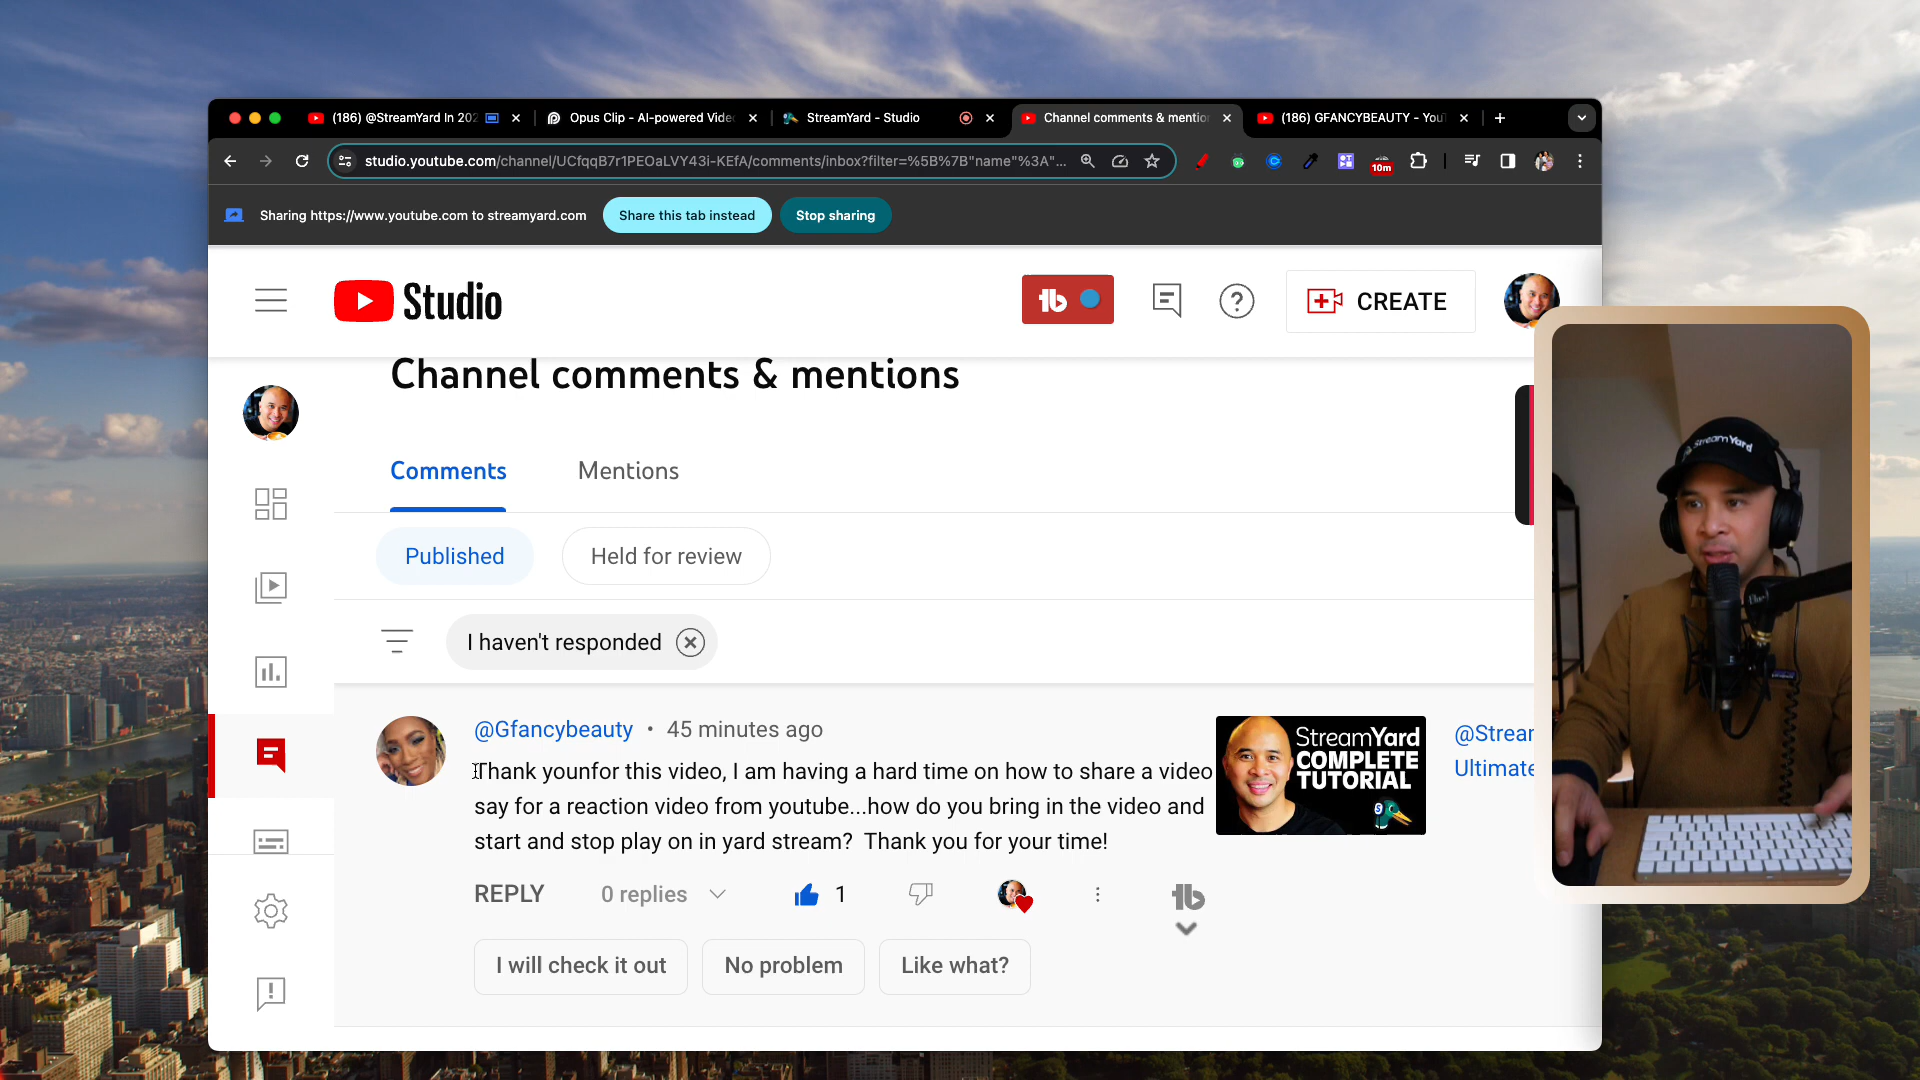 (186) @StreamYard In 202
Opus Clip - AI-powered Video
StreamYard - Studio
Channel comments & mention
(186) GFANCYBEAUTY - YouT
studio.youtube.com/channel/UCfqqB7r1PEOaLVY43i-KEfA/comments/inbox?filter=%5B%7B"name"%3A"...
10m
Sharing https://www.youtube.com to streamyard.com
Share this tab instead
Stop sharing
Studio
CREATE
Channel comments & mentions
Comments
Mentions
Published
Held for review
I haven't responded
@Gfancybeauty • 45 minutes ago
Thank younfor this video, I am having a hard time on how to share a video
say for a reaction video from youtube...how do you bring in the video and
start and stop play on in yard stream?  Thank you for your time!
StreamYard
COMPLETE
TUTORIAL
@Strear
Ultimate
REPLY
0 replies
1
I will check it out
No problem
Like what?
StreamYard